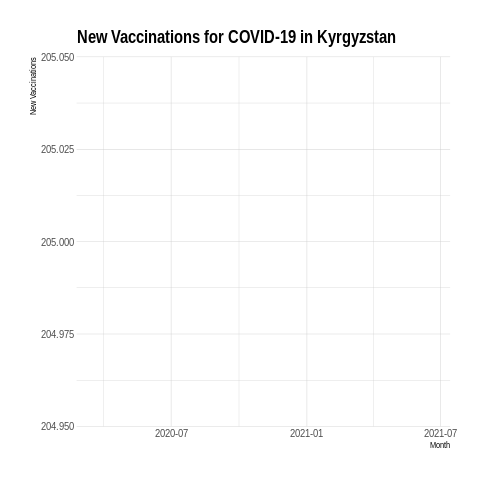 New Vaccinations for COVID-19 in Kyrgyzstan
New Vaccinations
205.050
205.025
205.000
204.975
204.950
2020-07 2021-01 2021-07
Month